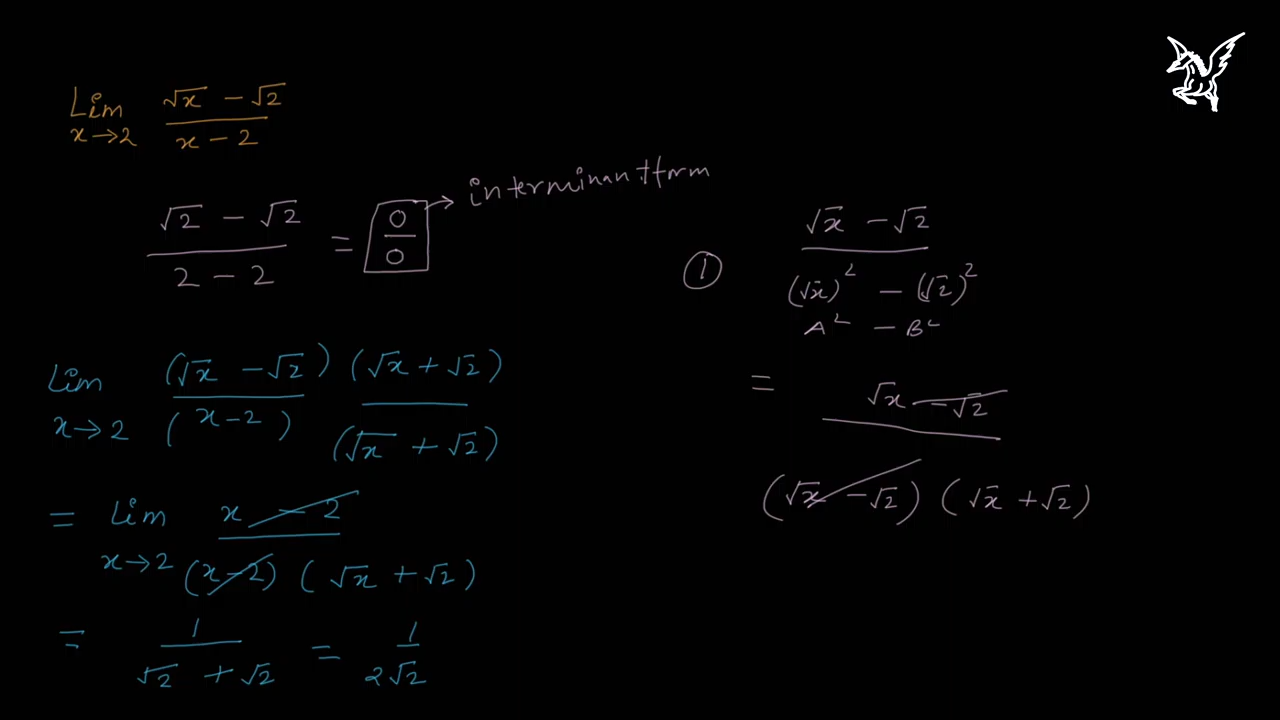 Lim x→2 (√x − √2)/(x − 2)
(√2 − √2)/(2 − 2) = 0/0 → interminant form
Lim x→2 (√x − √2)/(x−2) (√x + √2)/(√x + √2)
= Lim x→2 (x − 2)/((x−2)(√x + √2))
= 1/(√2 + √2) = 1/(2√2)
① (√x − √2)/((√x)² − (√2)²)
A² − B²
= (√x − √2)/((√x − √2)(√x + √2))